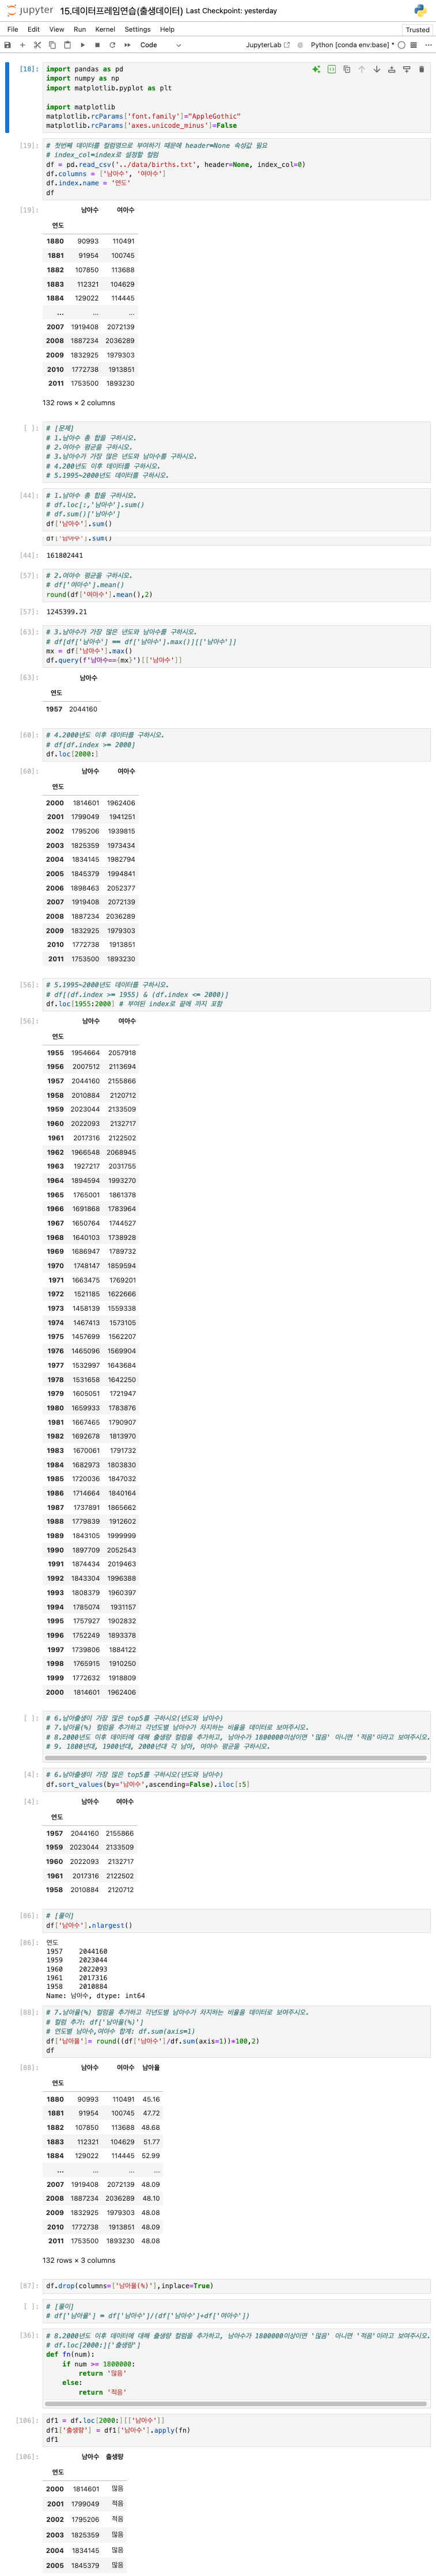 jupyter 15.데이터프레임연습(출생데이터) Last Checkpoint: yesterday
File Edit View Run Kernel Settings Help Trusted
Code JupyterLab Python [conda env:base] *
[18]: import pandas as pd
import numpy as np
import matplotlib.pyplot as plt
import matplotlib
matplotlib.rcParams['font.family']="AppleGothic"
matplotlib.rcParams['axes.unicode_minus']=False
[19]: # 첫번째 데이터를 컬럼명으로 부여하기 때문에 header=None 속성값 필요
# index_col=index로 설정할 컬럼
df = pd.read_csv('../data/births.txt', header=None, index_col=0)
df.columns = ['남아수', '여아수']
df.index.name = '연도'
df
[19]: 남아수 여아수
연도
1880 90993 110491
1881 91954 100745
1882 107850 113688
1883 112321 104629
1884 129022 114445
... ... ...
2007 1919408 2072139
2008 1887234 2036289
2009 1832925 1979303
2010 1772738 1913851
2011 1753500 1893230
132 rows × 2 columns
[ ]: # [문제]
# 1.남아수 총 합을 구하시오.
# 2.여아수 평균을 구하시오.
# 3.남아수가 가장 많은 년도와 남아수를 구하시오.
# 4.200년도 이후 데이터를 구하시오.
# 5.1995~2000년도 데이터를 구하시오.
[44]: # 1.남아수 총 합을 구하시오.
# df.loc[:,'남아수'].sum()
# df.sum()['남아수']
df['남아수'].sum()
df['남아수'].sum()
[44]: 161802441
[57]: # 2.여아수 평균을 구하시오.
# df['여아수'].mean()
round(df['여아수'].mean(),2)
[57]: 1245399.21
[63]: # 3.남아수가 가장 많은 년도와 남아수를 구하시오.
# df[df['남아수'] == df['남아수'].max()][['남아수']]
mx = df['남아수'].max()
df.query(f'남아수=={mx}')[['남아수']]
[63]: 남아수
연도
1957 2044160
[60]: # 4.2000년도 이후 데이터를 구하시오.
# df[df.index >= 2000]
df.loc[2000:]
[60]: 남아수 여아수
연도
2000 1814601 1962406
2001 1799049 1941251
2002 1795206 1939815
2003 1825359 1973434
2004 1834145 1982794
2005 1845379 1994841
2006 1898463 2052377
2007 1919408 2072139
2008 1887234 2036289
2009 1832925 1979303
2010 1772738 1913851
2011 1753500 1893230
[56]: # 5.1995~2000년도 데이터를 구하시오.
# df[(df.index >= 1955) & (df.index <= 2000)]
df.loc[1955:2000] # 부여된 index로 끝에 까지 포함
[56]: 남아수 여아수
연도
1955 1954664 2057918
1956 2007512 2113694
1957 2044160 2155866
1958 2010884 2120712
1959 2023044 2133509
1960 2022093 2132717
1961 2017316 2122502
1962 1966548 2068945
1963 1927217 2031755
1964 1894594 1993270
1965 1765001 1861378
1966 1691868 1783964
1967 1650764 1744527
1968 1640103 1738928
1969 1686947 1789732
1970 1748147 1859594
1971 1663475 1769201
1972 1521185 1622666
1973 1458139 1559338
1974 1467413 1573105
1975 1457699 1562207
1976 1465096 1569904
1977 1532997 1643684
1978 1531658 1642250
1979 1605051 1721947
1980 1659933 1783876
1981 1667465 1790907
1982 1692678 1813970
1983 1670061 1791732
1984 1682973 1803830
1985 1720036 1847032
1986 1714664 1840164
1987 1737891 1865662
1988 1779839 1912602
1989 1843105 1999999
1990 1897709 2052543
1991 1874434 2019463
1992 1843304 1996388
1993 1808379 1960397
1994 1785074 1931157
1995 1757927 1902832
1996 1752249 1893378
1997 1739806 1884122
1998 1765915 1910250
1999 1772632 1918809
2000 1814601 1962406
[ ]: # 6.남아출생이 가장 많은 top5를 구하시오(년도와 남아수)
# 7.남아율(%) 컬럼을 추가하고 각년도별 남아수가 차지하는 비율을 데이터로 보여주시오.
# 8.2000년도 이후 데이터에 대해 출생량 컬럼을 추가하고, 남아수가 1800000이상이면 '많음' 아니면 '적음'이라고 보여주시오.
# 9. 1800년대, 1900년대, 2000년대 각 남아, 여아수 평균을 구하시오.
[4]: # 6.남아출생이 가장 많은 top5를 구하시오(년도와 남아수)
df.sort_values(by='남아수',ascending=False).iloc[:5]
[4]: 남아수 여아수
연도
1957 2044160 2155866
1959 2023044 2133509
1960 2022093 2132717
1961 2017316 2122502
1958 2010884 2120712
[86]: # [풀이]
df['남아수'].nlargest()
[86]: 연도
1957 2044160
1959 2023044
1960 2022093
1961 2017316
1958 2010884
Name: 남아수, dtype: int64
[88]: # 7.남아율(%) 컬럼을 추가하고 각년도별 남아수가 차지하는 비율을 데이터로 보여주시오.
# 컬럼 추가: df['남아율(%)']
# 연도별 남아수,여아수 합계: df.sum(axis=1)
df['남아율']= round((df['남아수']/df.sum(axis=1))*100,2)
df
[88]: 남아수 여아수 남아율
연도
1880 90993 110491 45.16
1881 91954 100745 47.72
1882 107850 113688 48.68
1883 112321 104629 51.77
1884 129022 114445 52.99
... ... ... ...
2007 1919408 2072139 48.09
2008 1887234 2036289 48.10
2009 1832925 1979303 48.08
2010 1772738 1913851 48.09
2011 1753500 1893230 48.08
132 rows × 3 columns
[87]: df.drop(columns=['남아율(%)'],inplace=True)
[ ]: # [풀이]
# df['남아율'] = df['남아수']/(df['남아수']+df['여아수'])
[36]: # 8.2000년도 이후 데이터에 대해 출생량 컬럼을 추가하고, 남아수가 1800000이상이면 '많음' 아니면 '적음'이라고 보여주시오.
# df.loc[2000:]['출생량']
def fn(num):
if num >= 1800000:
return '많음'
else:
return '적음'
[106]: df1 = df.loc[2000:][['남아수']]
df1['출생량'] = df1['남아수'].apply(fn)
df1
[106]: 남아수 출생량
연도
2000 1814601 많음
2001 1799049 적음
2002 1795206 적음
2003 1825359 많음
2004 1834145 많음
2005 1845379 많음